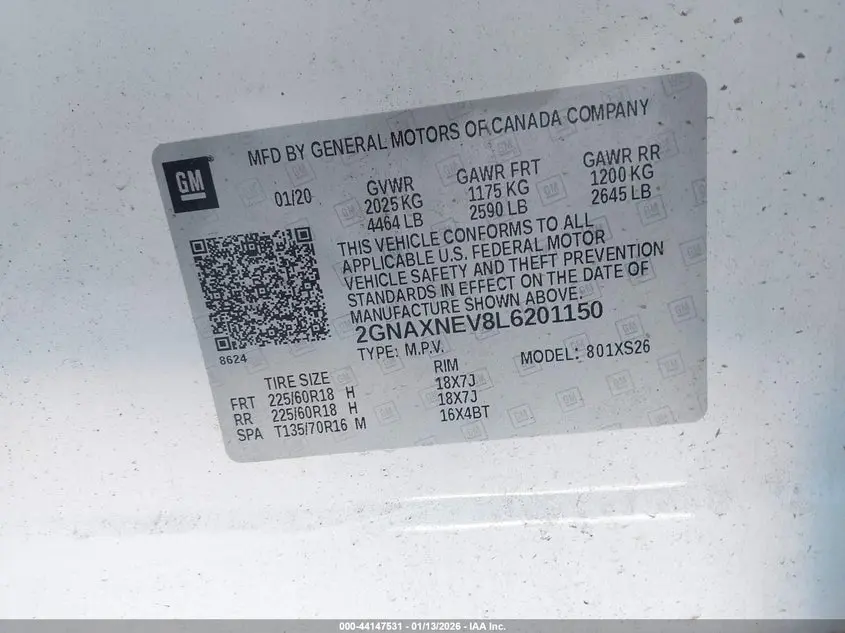 MFD BY GENERAL MOTORS OF CANADA COMPANY
GM
01/20
GVWR
2025 KG
4464 LB
GAWR FRT
1175 KG
2590 LB
GAWR RR
1200 KG
2645 LB
THIS VEHICLE CONFORMS TO ALL
APPLICABLE U.S. FEDERAL MOTOR
VEHICLE SAFETY AND THEFT PREVENTION
STANDARDS IN EFFECT ON THE DATE OF
MANUFACTURE SHOWN ABOVE.
2GNAXNEV8L6201150
8624
TYPE: M.P.V.
MODEL: 801XS26
TIRE SIZE RIM
FRT 225/60R18 H 18X7J
RR 225/60R18 H 18X7J
SPA T135/70R16 M 16X4BT
000-44147531 - 01/13/2026 - IAA Inc.